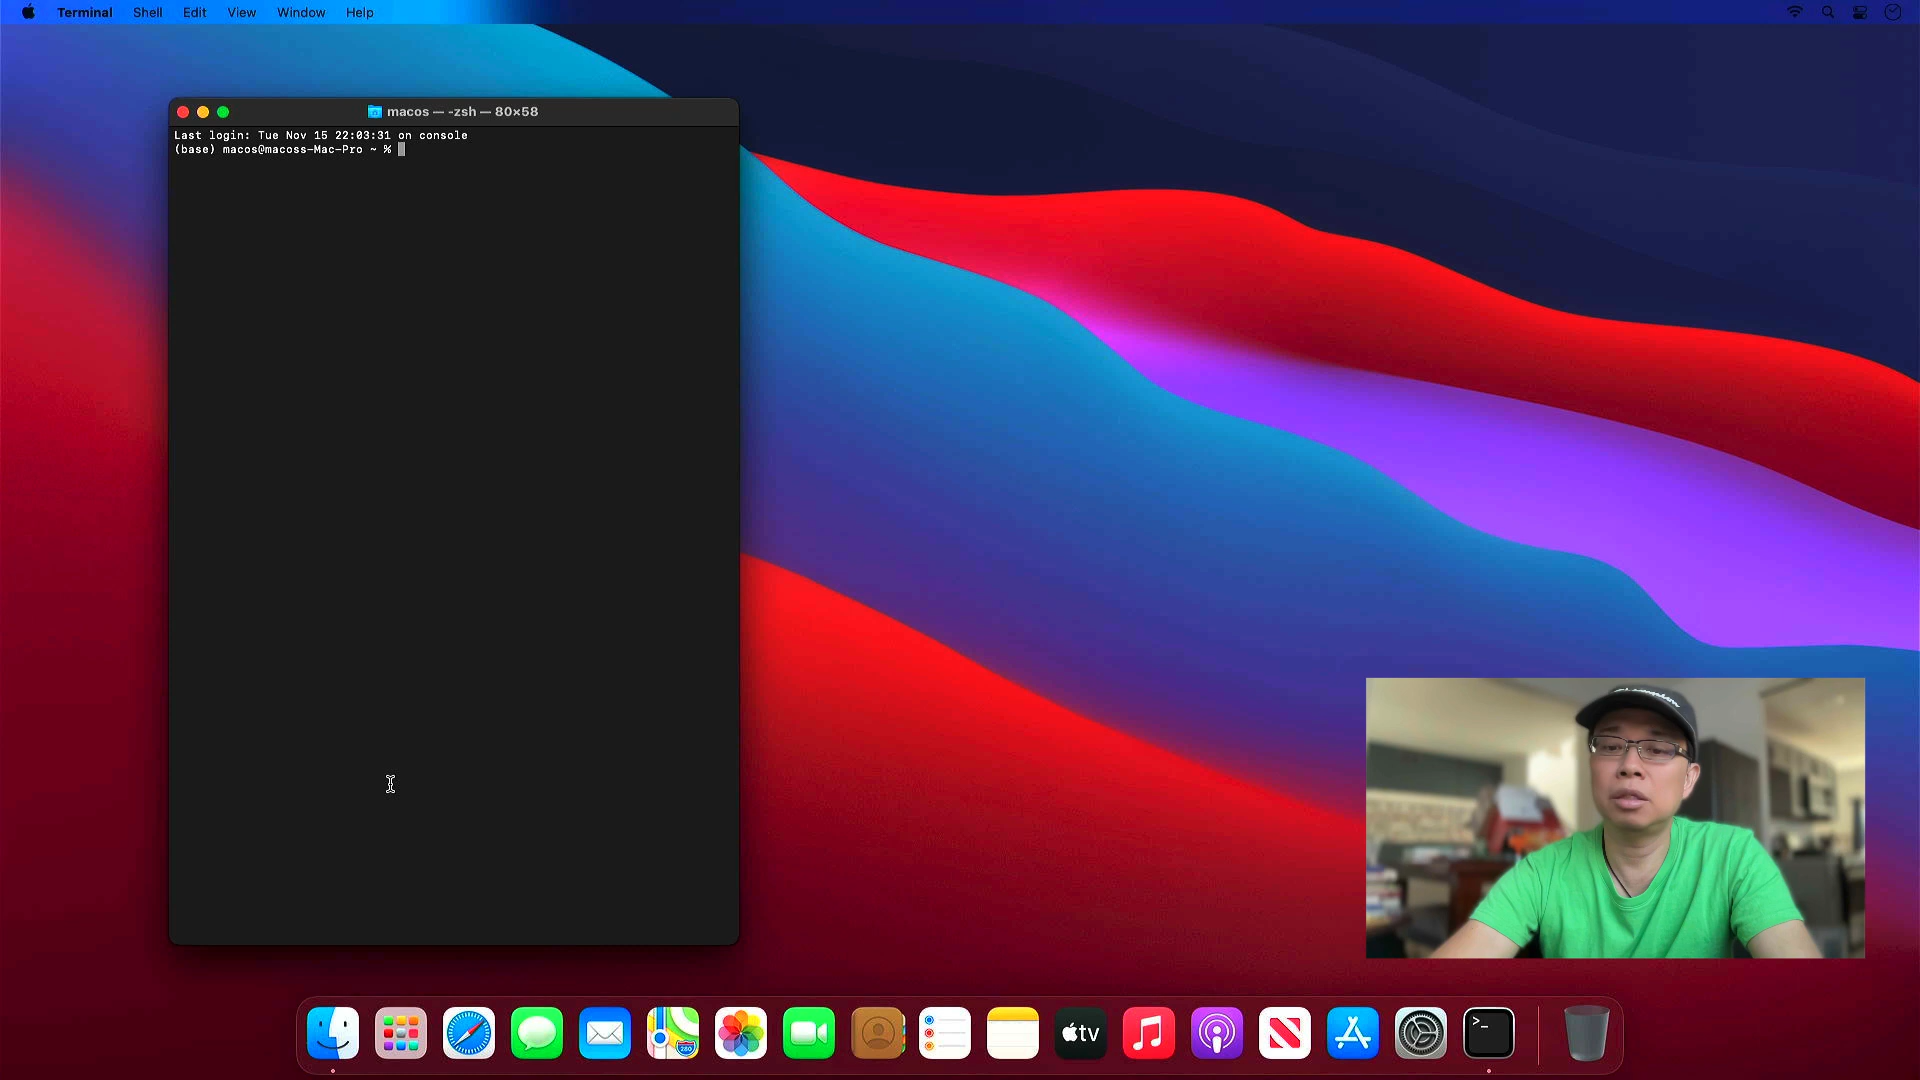 Terminal Shell Edit View Window Help
macos — -zsh — 80×58
Last login: Tue Nov 15 22:03:31 on console
(base) macos@macoss-Mac-Pro ~ %
280
tv
>_